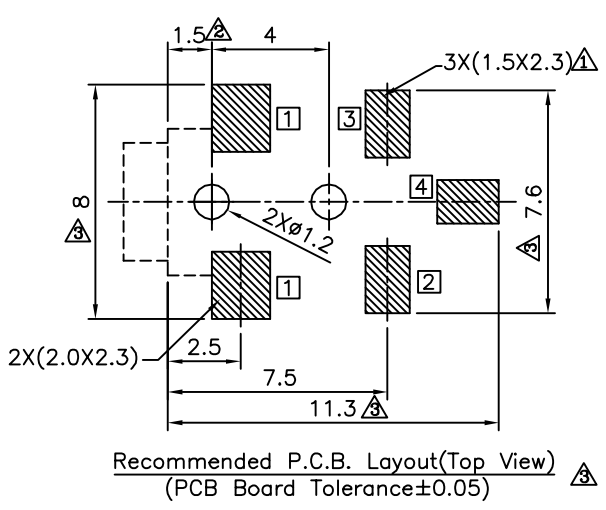 1.5 2
4
3X(1.5X2.3) 1
1
3
8
3
4
7.6
3
2Xø1.2
1
2
2X(2.0X2.3)
2.5
7.5
11.3 3
Recommended P.C.B. Layout(Top View) 3
(PCB Board Tolerance±0.05)